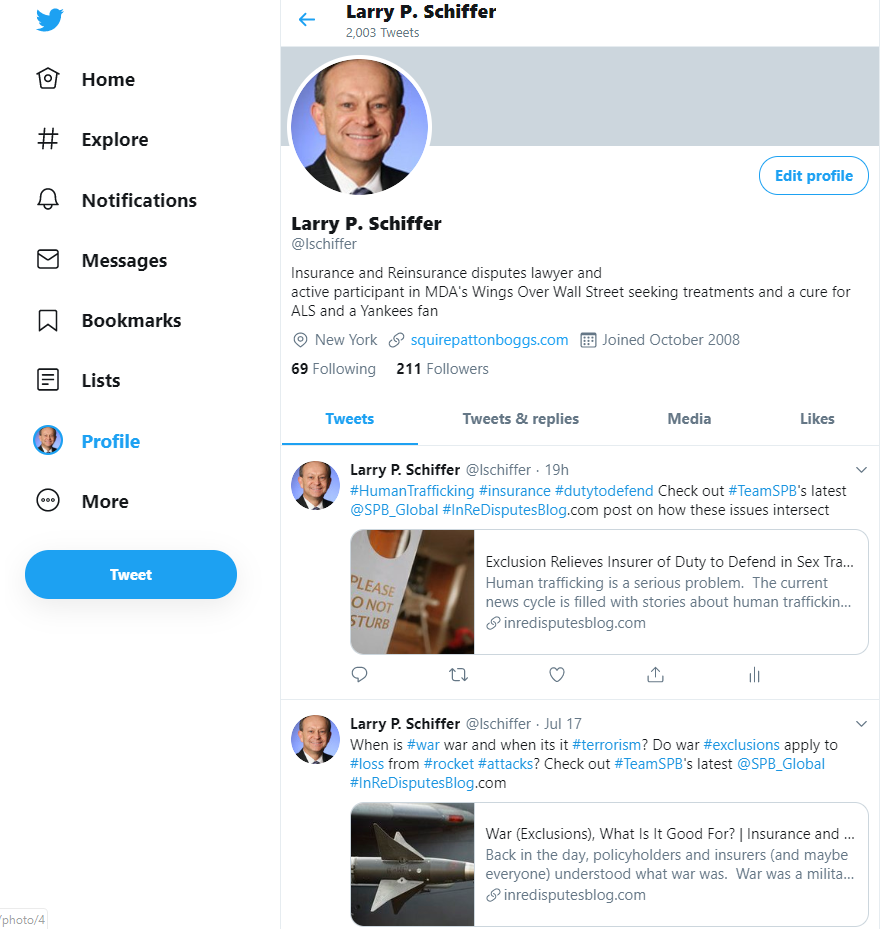 Larry P. Schiffer
2,003 Tweets
Home
Explore
Notifications
Messages
Bookmarks
Lists
Profile
More
Tweet
Edit profile
Larry P. Schiffer
@lschiffer
Insurance and Reinsurance disputes lawyer and
active participant in MDA's Wings Over Wall Street seeking treatments and a cure for
ALS and a Yankees fan
New York squirepattonboggs.com Joined October 2008
69 Following 211 Followers
Tweets Tweets & replies Media Likes
Larry P. Schiffer @lschiffer · 19h
#HumanTrafficking #insurance #dutytodefend Check out #TeamSPB's latest
@SPB_Global #InReDisputesBlog.com post on how these issues intersect
PLEASE
O NOT
STURB
Exclusion Relieves Insurer of Duty to Defend in Sex Tra...
Human trafficking is a serious problem. The current
news cycle is filled with stories about human traffickin...
inredisputesblog.com
Larry P. Schiffer @lschiffer · Jul 17
When is #war war and when its it #terrorism? Do war #exclusions apply to
#loss from #rocket #attacks? Check out #TeamSPB's latest @SPB_Global
#InReDisputesBlog.com
War (Exclusions), What Is It Good For? | Insurance and ...
Back in the day, policyholders and insurers (and maybe
everyone) understood what war was. War was a milita...
inredisputesblog.com
/photo/4